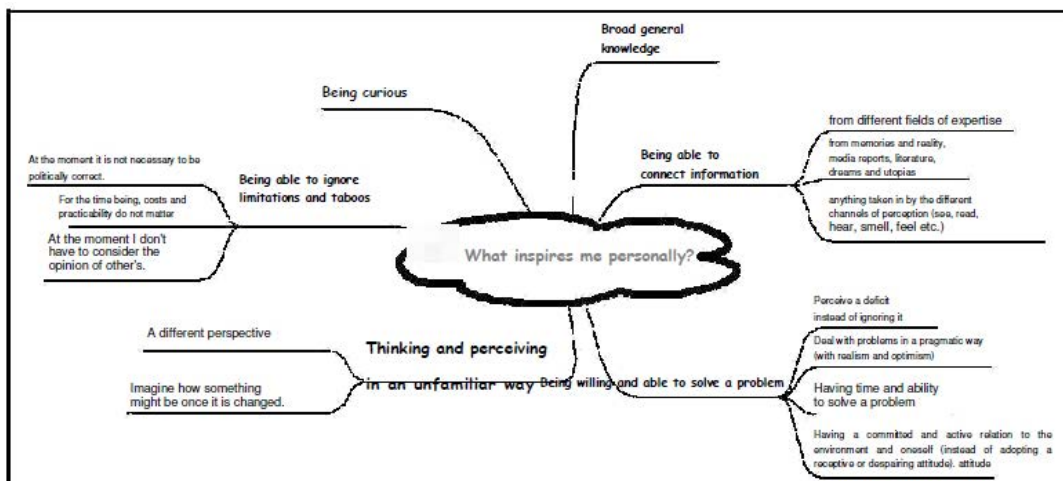 Broad general
knowledge
Being curious
from different fields of expertise
from memories and reality,
media reports, literature,
dreams and utopias
Being able to
connect information
anything taken in by the different
channels of perception (see, read,
hear, smell, feel etc.)
At the moment it is not necessary to be
politically correct.
Being able to ignore
limitations and taboos
For the time being, costs and
practicability do not matter
At the moment I don't
have to consider the
opinion of other's.
What inspires me personally?
A different perspective
Thinking and perceiving
in an unfamiliar way
Imagine how something
might be once it is changed.
Being willing and able to solve a problem
Perceive a deficit
instead of ignoring it
Deal with problems in a pragmatic way
(with realism and optimism)
Having time and ability
to solve a problem
Having a committed and active relation to the
environment and oneself (instead of adopting a
receptive or despairing attitude). attitude